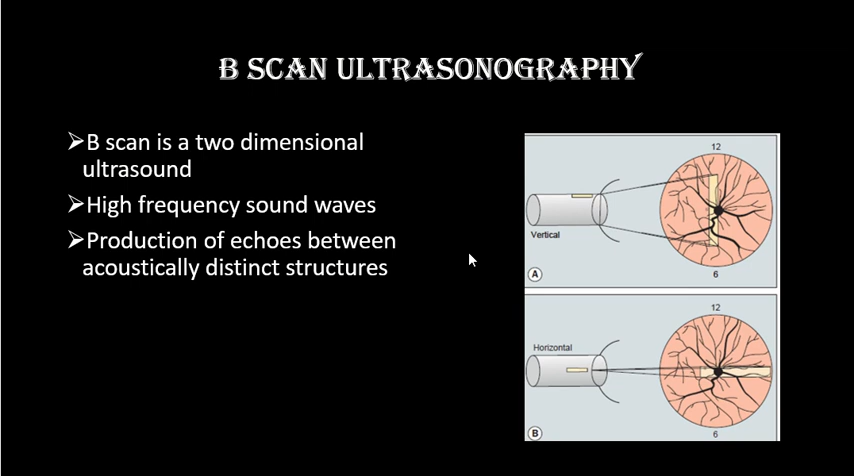 B SCAN ULTRASONOGRAPHY
➢B scan is a two dimensional
ultrasound
➢High frequency sound waves
➢Production of echoes between
acoustically distinct structures
12
Vertical
A
6
12
Horizontal
B
6